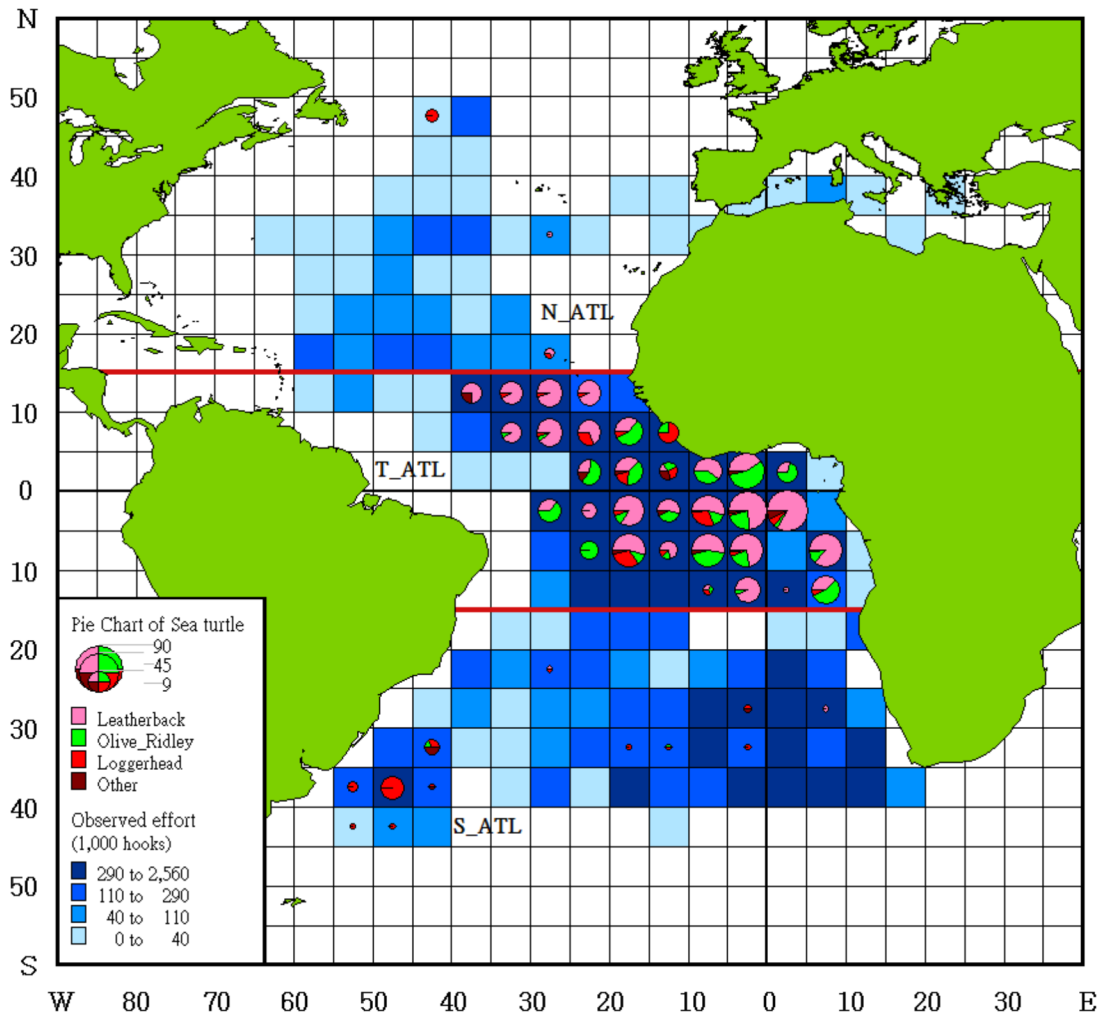 N
50
40
30
N_ATL
20
10
T_ATL
0
10
Pie Chart of Sea turtle
90
45
9
Leatherback
Olive_Ridley
Loggerhead
Other
20
30
40
Observed effort
(1,000 hooks)
S_ATL
290 to 2,560
110 to 290
40 to 110
0 to 40
50
S
W 80 70 60 50 40 30 20 10 0 10 20 30 E